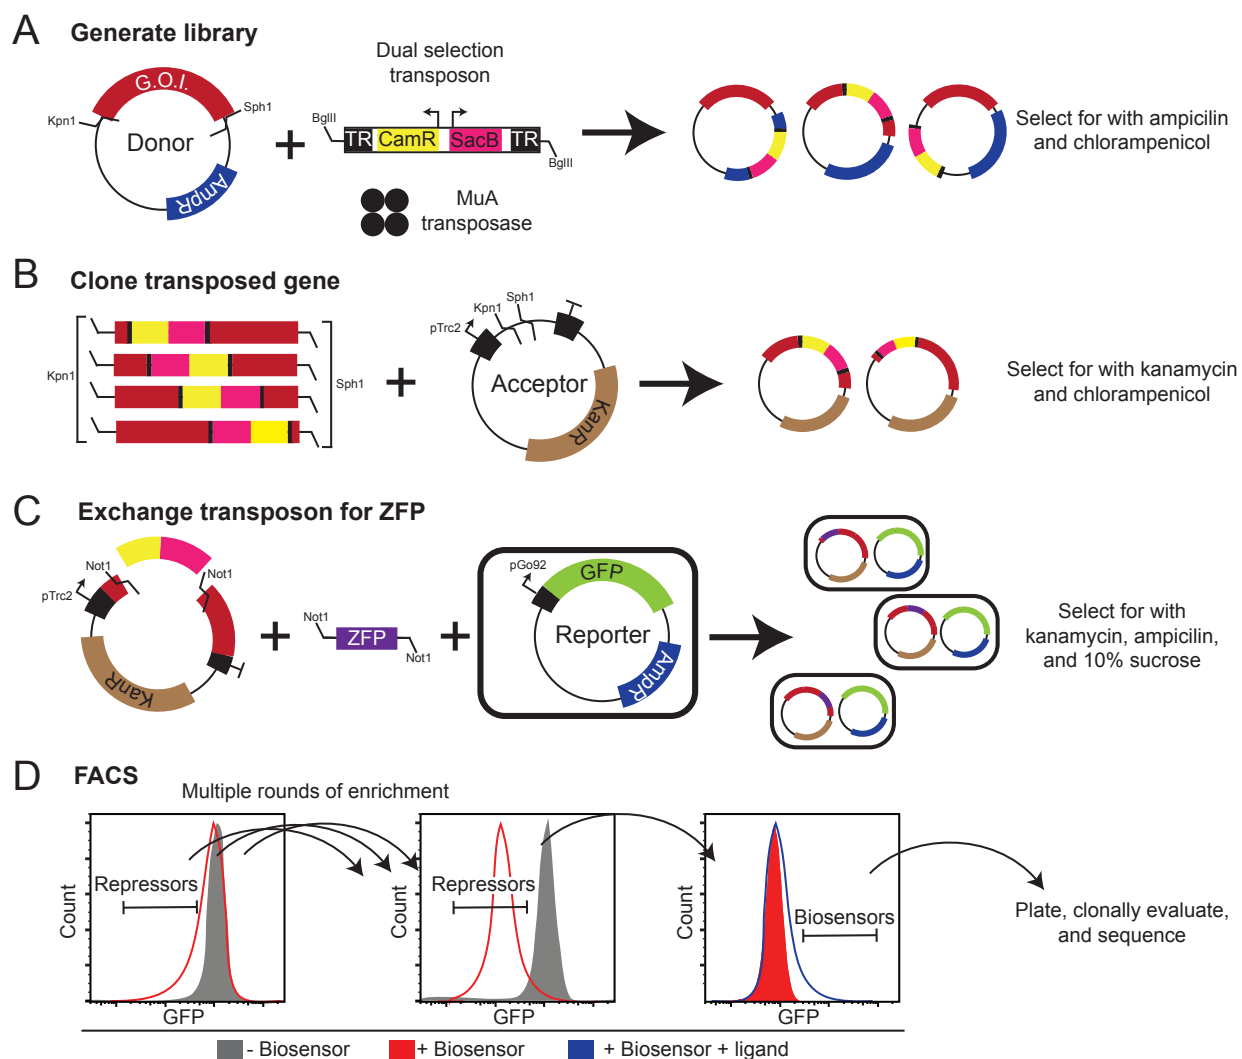 A Generate library
G.O.I.
Kpn1
Sph1
Donor
AmpR
+
Dual selection
transposon
BglII
TR CamR SacB TR
BglII
MuA
transposase
Select for with ampicilin
and chlorampenicol
B Clone transposed gene
Kpn1
Sph1
+
pTrc2
Kpn1
Sph1
Acceptor
KanR
Select for with kanamycin
and chlorampenicol
C Exchange transposon for ZFP
Not1
Not1
pTrc2
KanR
+
Not1
ZFP
Not1
+
pGo92
GFP
Reporter
AmpR
Select for with
kanamycin, ampicilin,
and 10% sucrose
D FACS
Multiple rounds of enrichment
Repressors
Count
GFP
Repressors
Count
GFP
Biosensors
Count
GFP
Plate, clonally evaluate,
and sequence
- Biosensor
+ Biosensor
+ Biosensor + ligand